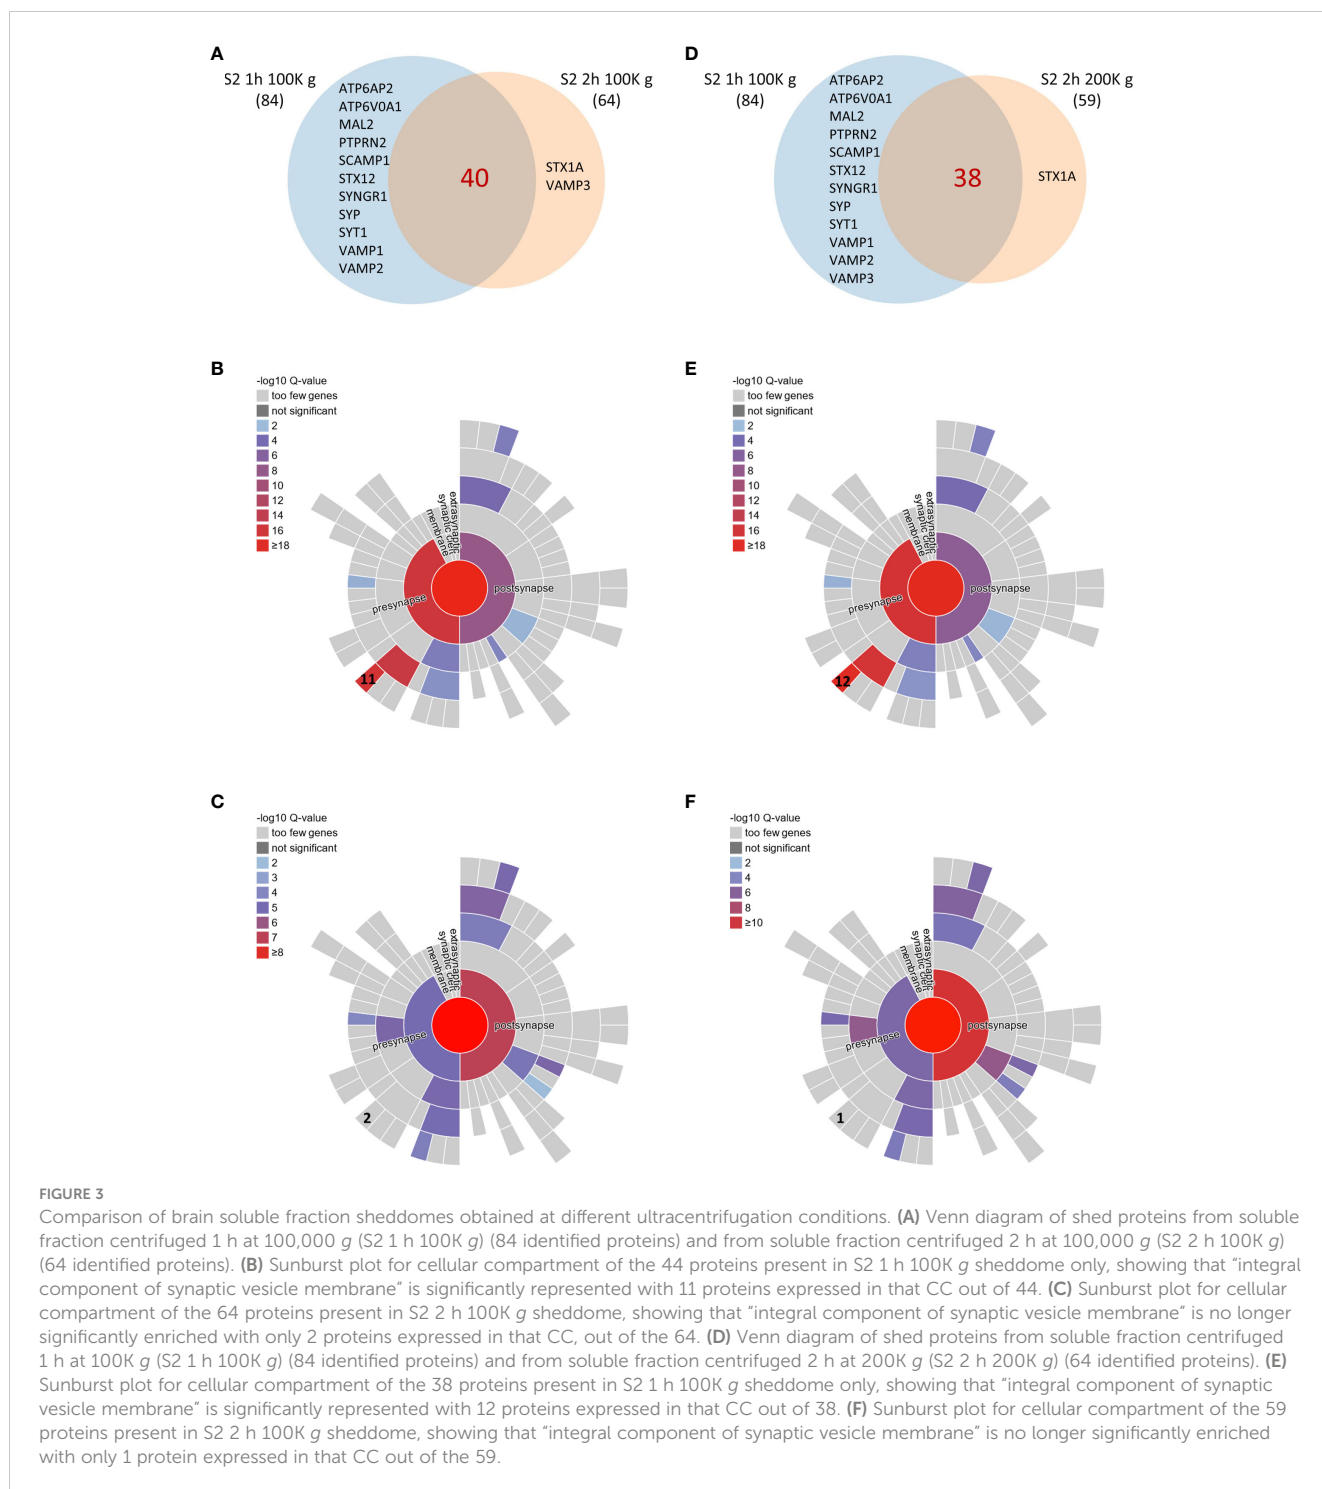 A
S2 1h 100K g
(84)
S2 2h 100K g
(64)
ATP6AP2
ATP6V0A1
MAL2
PTPRN2
SCAMP1
STX12
SYNGR1
SYP
SYT1
VAMP1
VAMP2
40
STX1A
VAMP3
D
S2 1h 100K g
(84)
S2 2h 200K g
(59)
ATP6AP2
ATP6V0A1
MAL2
PTPRN2
SCAMP1
STX12
SYNGR1
SYP
SYT1
VAMP1
VAMP2
VAMP3
38
STX1A
B
-log10 Q-value
too few genes
not significant
2
4
6
8
10
12
14
16
≥18
extrasynaptic
synaptic cleft
membrane
presynapse
postsynapse
11
E
-log10 Q-value
too few genes
not significant
2
4
6
8
10
12
14
16
≥18
extrasynaptic
synaptic cleft
membrane
presynapse
postsynapse
12
C
-log10 Q-value
too few genes
not significant
2
3
4
5
6
7
≥8
extrasynaptic
synaptic cleft
membrane
presynapse
postsynapse
2
F
-log10 Q-value
too few genes
not significant
2
4
6
8
≥10
extrasynaptic
synaptic cleft
membrane
presynapse
postsynapse
1
FIGURE 3
Comparison of brain soluble fraction sheddomes obtained at different ultracentrifugation conditions. (A) Venn diagram of shed proteins from soluble
fraction centrifuged 1 h at 100,000 g (S2 1 h 100K g) (84 identified proteins) and from soluble fraction centrifuged 2 h at 100,000 g (S2 2 h 100K g)
(64 identified proteins). (B) Sunburst plot for cellular compartment of the 44 proteins present in S2 1 h 100K g sheddome only, showing that “integral
component of synaptic vesicle membrane” is significantly represented with 11 proteins expressed in that CC out of 44. (C) Sunburst plot for cellular
compartment of the 64 proteins present in S2 2 h 100K g sheddome, showing that “integral component of synaptic vesicle membrane” is no longer
significantly enriched with only 2 proteins expressed in that CC, out of the 64. (D) Venn diagram of shed proteins from soluble fraction centrifuged
1 h at 100K g (S2 1 h 100K g) (84 identified proteins) and from soluble fraction centrifuged 2 h at 200K g (S2 2 h 200K g) (64 identified proteins). (E)
Sunburst plot for cellular compartment of the 38 proteins present in S2 1 h 100K g sheddome only, showing that “integral component of synaptic
vesicle membrane” is significantly represented with 12 proteins expressed in that CC out of 38. (F) Sunburst plot for cellular compartment of the 59
proteins present in S2 2 h 100K g sheddome, showing that “integral component of synaptic vesicle membrane” is no longer significantly enriched
with only 1 protein expressed in that CC out of the 59.